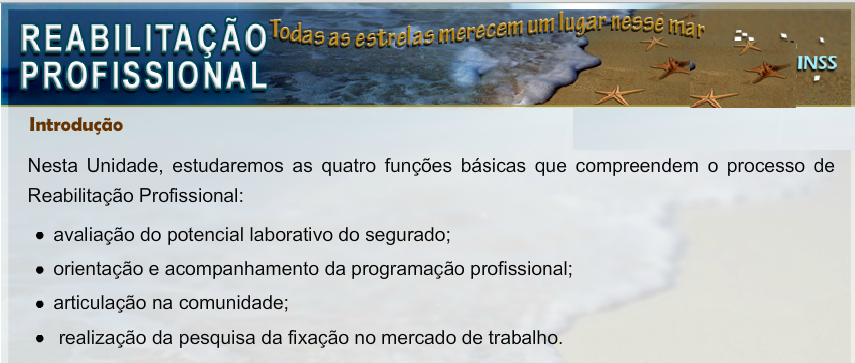 REABILITAÇÃO
PROFISSIONAL
Todas as estrelas merecem um lugar nesse mar
INSS
Introdução
Nesta Unidade, estudaremos as quatro funções básicas que compreendem o processo de
Reabilitação Profissional:
● avaliação do potencial laborativo do segurado;
● orientação e acompanhamento da programação profissional;
● articulação na comunidade;
● realização da pesquisa da fixação no mercado de trabalho.